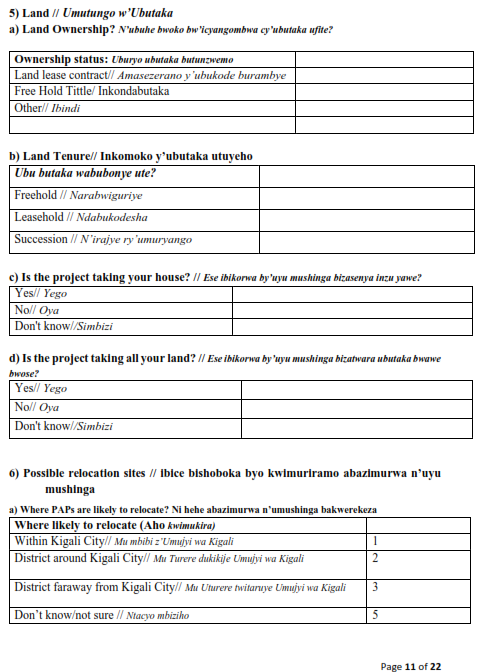 5) Land // Umutungo w'Ubutaka
a) Land Ownership? N'ubuhe bwoko bw'icyangombwa cy'ubutaka ufite?
Ownership status: Uburyo ubutaka butunzwemo
Land lease contract// Amasezerano y'ubukode burambye
Free Hold Tittle/ Inkondabutaka
Other// Ibindi
b) Land Tenure// Inkomoko y'ubutaka utuyeho
Ubu butaka wabubonye ute?
Freehold // Narabwiguriye
Leasehold // Ndabukodesha
Succession // N'irajye ry'umuryango
c) Is the project taking your house? // Ese ibikorwa by'uyu mushinga bizasenya inzu yawe?
Yes// Yego
No// Oya
Don't know//Simbizi
d) Is the project taking all your land? // Ese ibikorwa by'uyu mushinga bizatwara ubutaka bwawe
bwose?
Yes// Yego
No// Oya
Don't know//Simbizi
6) Possible relocation sites // ibice bishoboka byo kwimuriramo abazimurwa n'uyu
mushinga
a) Where PAPs are likely to relocate? Ni hehe abazimurwa n'umushinga bakwerekeza
Where likely to relocate (Aho kwimukira)
Within Kigali City// Mu mbibi z'Umujyi wa Kigali 1
District around Kigali City// Mu Turere dukikije Umujyi wa Kigali 2
District faraway from Kigali City// Mu Uturere twitaruye Umujyi wa Kigali 3
Don't know/not sure // Ntacyo mbiziho 5
Page 11 of 22